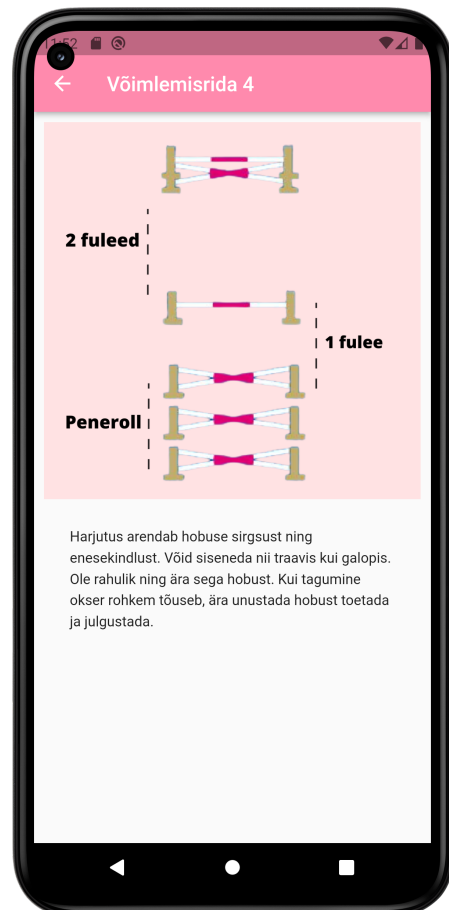 11:52
Võimlemisrida 4
2 fuleed
1 fulee
Peneroll
Harjutus arendab hobuse sirgsust ning
enesekindlust. Võid siseneda nii traavis kui galopis.
Ole rahulik ning ära sega hobust. Kui tagumine
okser rohkem tõuseb, ära unustada hobust toetada
ja julgustada.